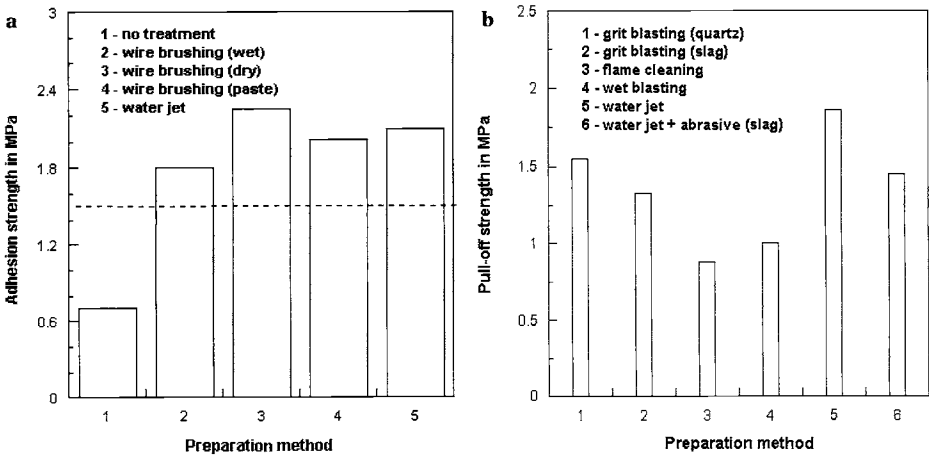 a
3
2.4
1.8
1.2
0.6
0
Adhesion strength in MPa
1 - no treatment
2 - wire brushing (wet)
3 - wire brushing (dry)
4 - wire brushing (paste)
5 - water jet
1 2 3 4 5
Preparation method
b
2.5
2
1.5
1
1.5
0
Pull-off strength in MPa
1 - grit blasting (quartz)
2 - grit blasting (slag)
3 - flame cleaning
4 - wet blasting
5 - water jet
6 - water jet + abrasive (slag)
1 2 3 4 5 6
Preparation method